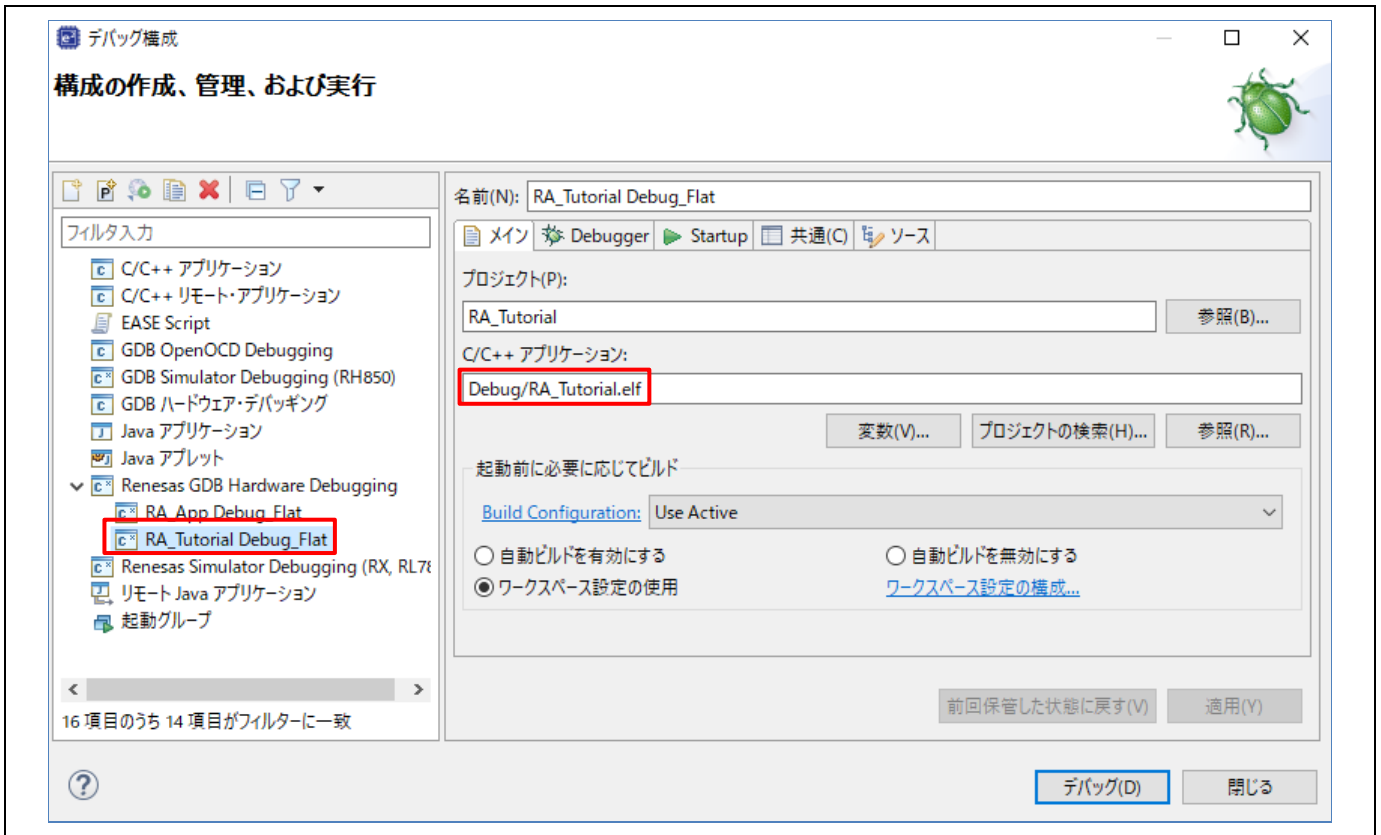 デバッグ構成
構成の作成、管理、および実行
フィルタ入力
C/C++ アプリケーション
C/C++ リモート・アプリケーション
EASE Script
GDB OpenOCD Debugging
GDB Simulator Debugging (RH850)
GDB ハードウェア・デバッギング
Java アプリケーション
Java アプレット
Renesas GDB Hardware Debugging
RA_App Debug_Flat
RA_Tutorial Debug_Flat
Renesas Simulator Debugging (RX, RL78
リモート Java アプリケーション
起動グループ
16 項目のうち 14 項目がフィルターに一致
名前(N): RA_Tutorial Debug_Flat
メイン Debugger Startup 共通(C) ソース
プロジェクト(P):
RA_Tutorial 参照(B)...
C/C++ アプリケーション:
Debug/RA_Tutorial.elf
変数(V)... プロジェクトの検索(H)... 参照(R)...
起動前に必要に応じてビルド
Build Configuration: Use Active
自動ビルドを有効にする 自動ビルドを無効にする
ワークスペース設定の使用 ワークスペース設定の構成...
前回保管した状態に戻す(V) 適用(Y)
デバッグ(D) 閉じる